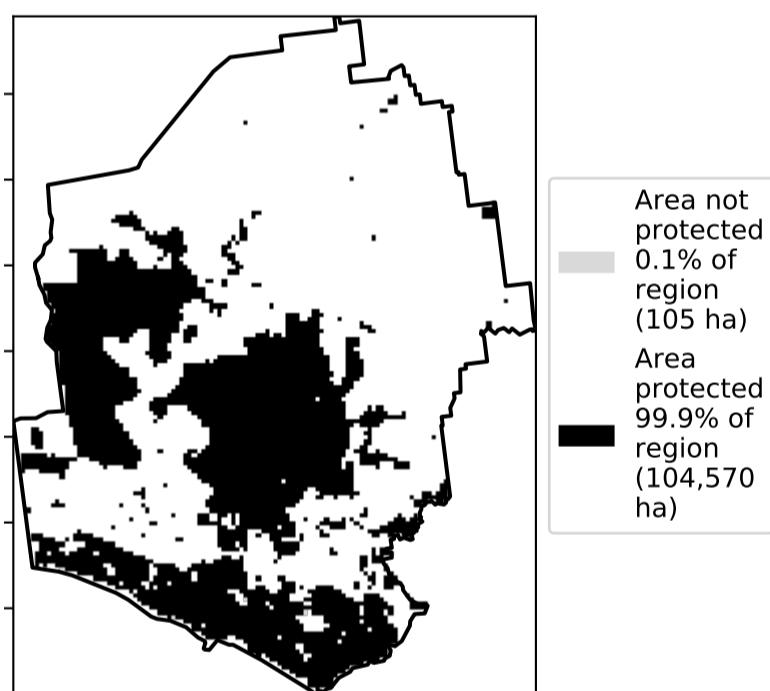 Area not
protected
0.1% of
region
(105 ha)
Area
protected
99.9% of
region
(104,570
ha)